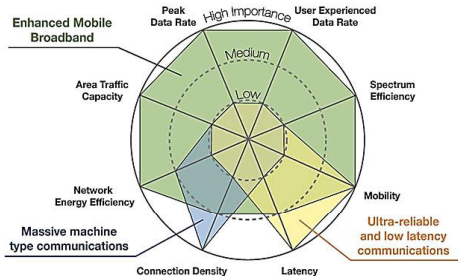 Peak
Data Rate
High Importance
User Experienced
Data Rate
Enhanced Mobile
Broadband
Medium
Area Traffic
Capacity
Low
Spectrum
Efficiency
Network
Energy Efficiency
Mobility
Massive machine
type communications
Ultra-reliable
and low latency
communications
Connection Density
Latency